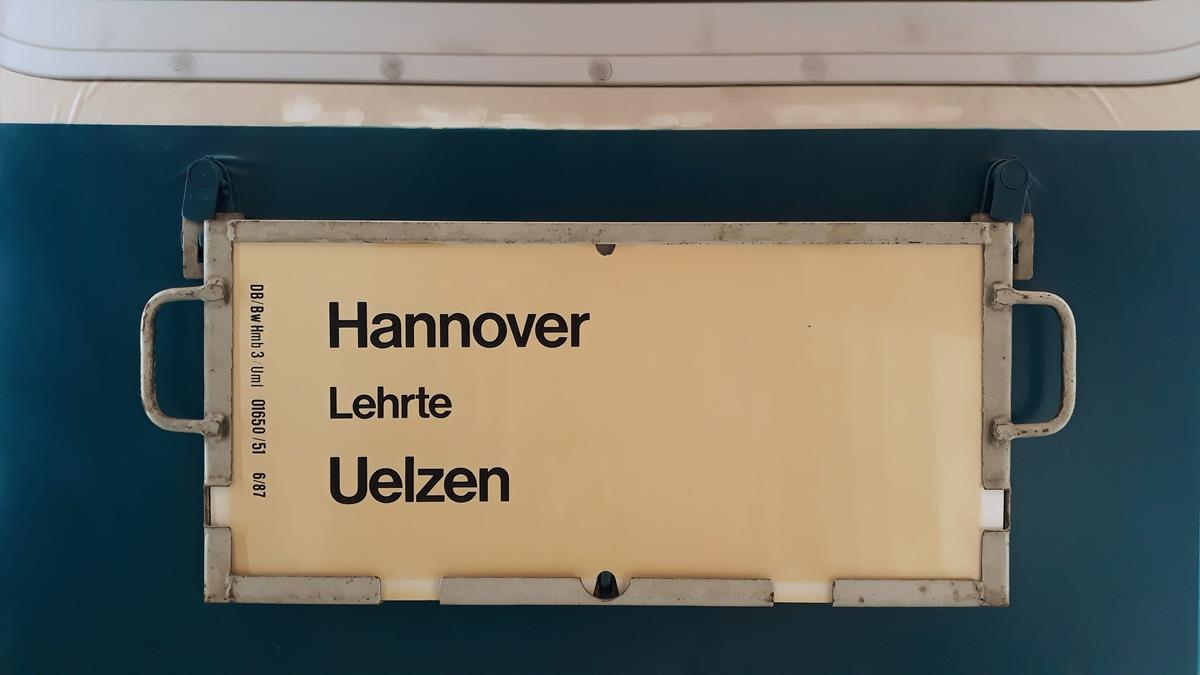 Hannover
Lehrte
Uelzen
DB/Bw Hmb 3 / Uml 01650/51 6/87